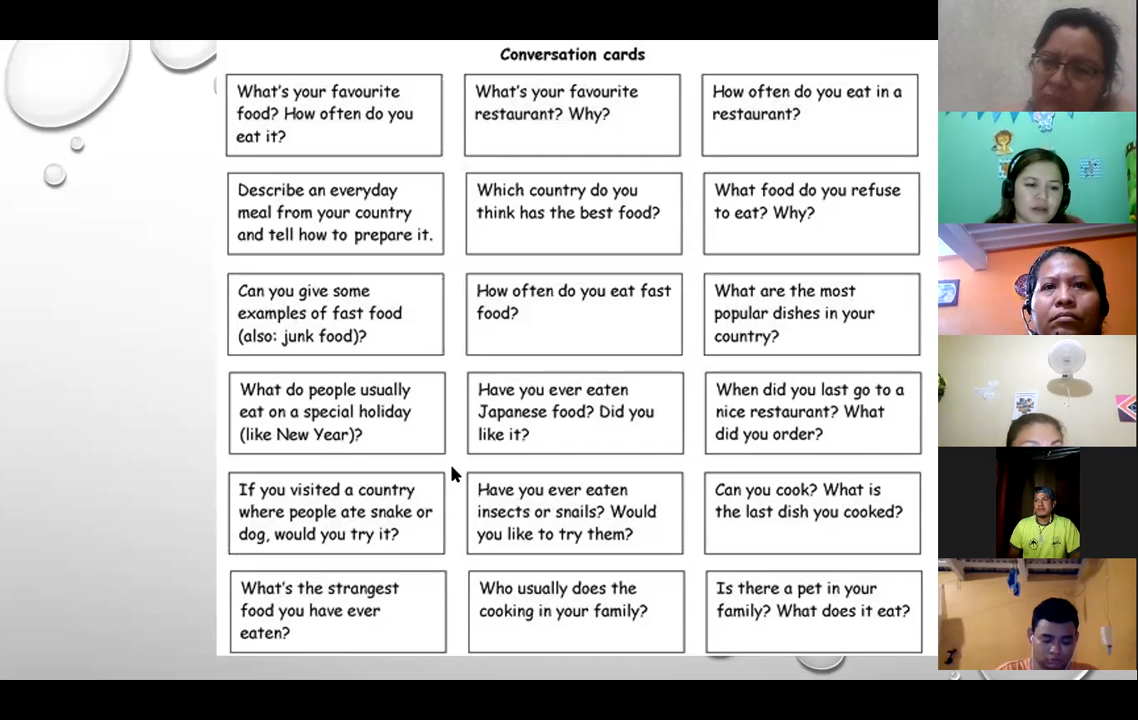 Conversation cards
What's your favourite
food? How often do you
eat it?
What's your favourite
restaurant? Why?
How often do you eat in a
restaurant?
Describe an everyday
meal from your country
and tell how to prepare it.
Which country do you
think has the best food?
What food do you refuse
to eat? Why?
Can you give some
examples of fast food
(also: junk food)?
How often do you eat fast
food?
What are the most
popular dishes in your
country?
What do people usually
eat on a special holiday
(like New Year)?
Have you ever eaten
Japanese food? Did you
like it?
When did you last go to a
nice restaurant? What
did you order?
If you visited a country
where people ate snake or
dog, would you try it?
Have you ever eaten
insects or snails? Would
you like to try them?
Can you cook? What is
the last dish you cooked?
What's the strangest
food you have ever
eaten?
Who usually does the
cooking in your family?
Is there a pet in your
family? What does it eat?